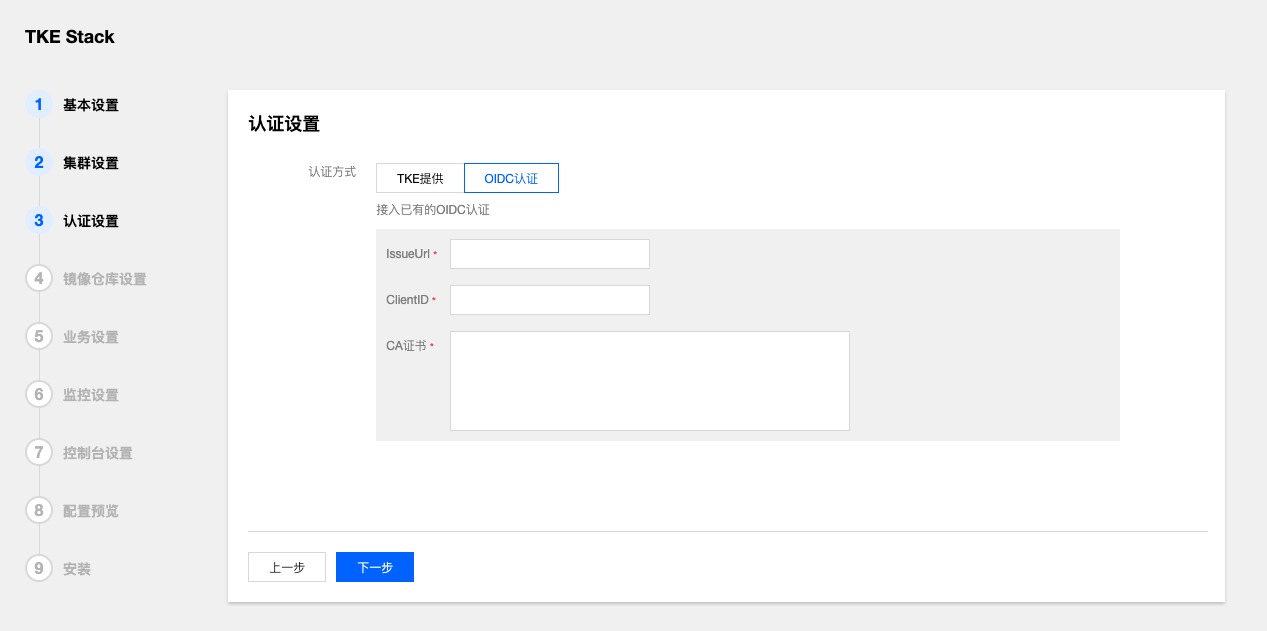 TKE Stack
1 基本设置
2 集群设置
3 认证设置
4 镜像仓库设置
5 业务设置
6 监控设置
7 控制台设置
8 配置预览
9 安装
认证设置
认证方式 TKE提供 OIDC认证
接入已有的OIDC认证
IssueUrl *
ClientID *
CA证书 *
上一步 下一步